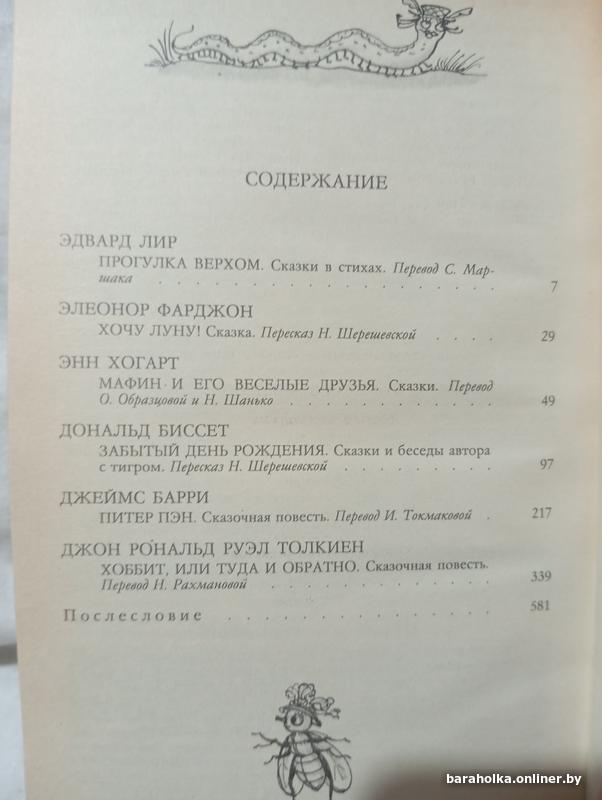 СОДЕРЖАНИЕ
ЭДВАРД ЛИР
ПРОГУЛКА ВЕРХОМ. Сказки в стихах. Перевод С. Мар-
шака . . . . . . . . . . . . . . . . . . . . 7
ЭЛЕОНОР ФАРДЖОН
ХОЧУ ЛУНУ! Сказка. Пересказ Н. Шерешевской . . . . 29
ЭНН ХОГАРТ
МАФИН И ЕГО ВЕСЕЛЫЕ ДРУЗЬЯ. Сказки. Перевод
О. Образцовой и Н. Шанько . . . . . . . . . . . . 49
ДОНАЛЬД БИССЕТ
ЗАБЫТЫЙ ДЕНЬ РОЖДЕНИЯ. Сказки и беседы автора
с тигром. Пересказ Н. Шерешевской . . . . . . . . . 97
ДЖЕЙМС БАРРИ
ПИТЕР ПЭН. Сказочная повесть. Перевод И. Токмаковой . 217
ДЖОН РО́НАЛЬД РУЭЛ ТОЛКИЕН
ХОББИТ, ИЛИ ТУДА И ОБРАТНО. Сказочная повесть.
Перевод Н. Рахмановой . . . . . . . . . . . . 339
Послесловие . . . . . . . . . . . . . . 581
baraholka.onliner.by